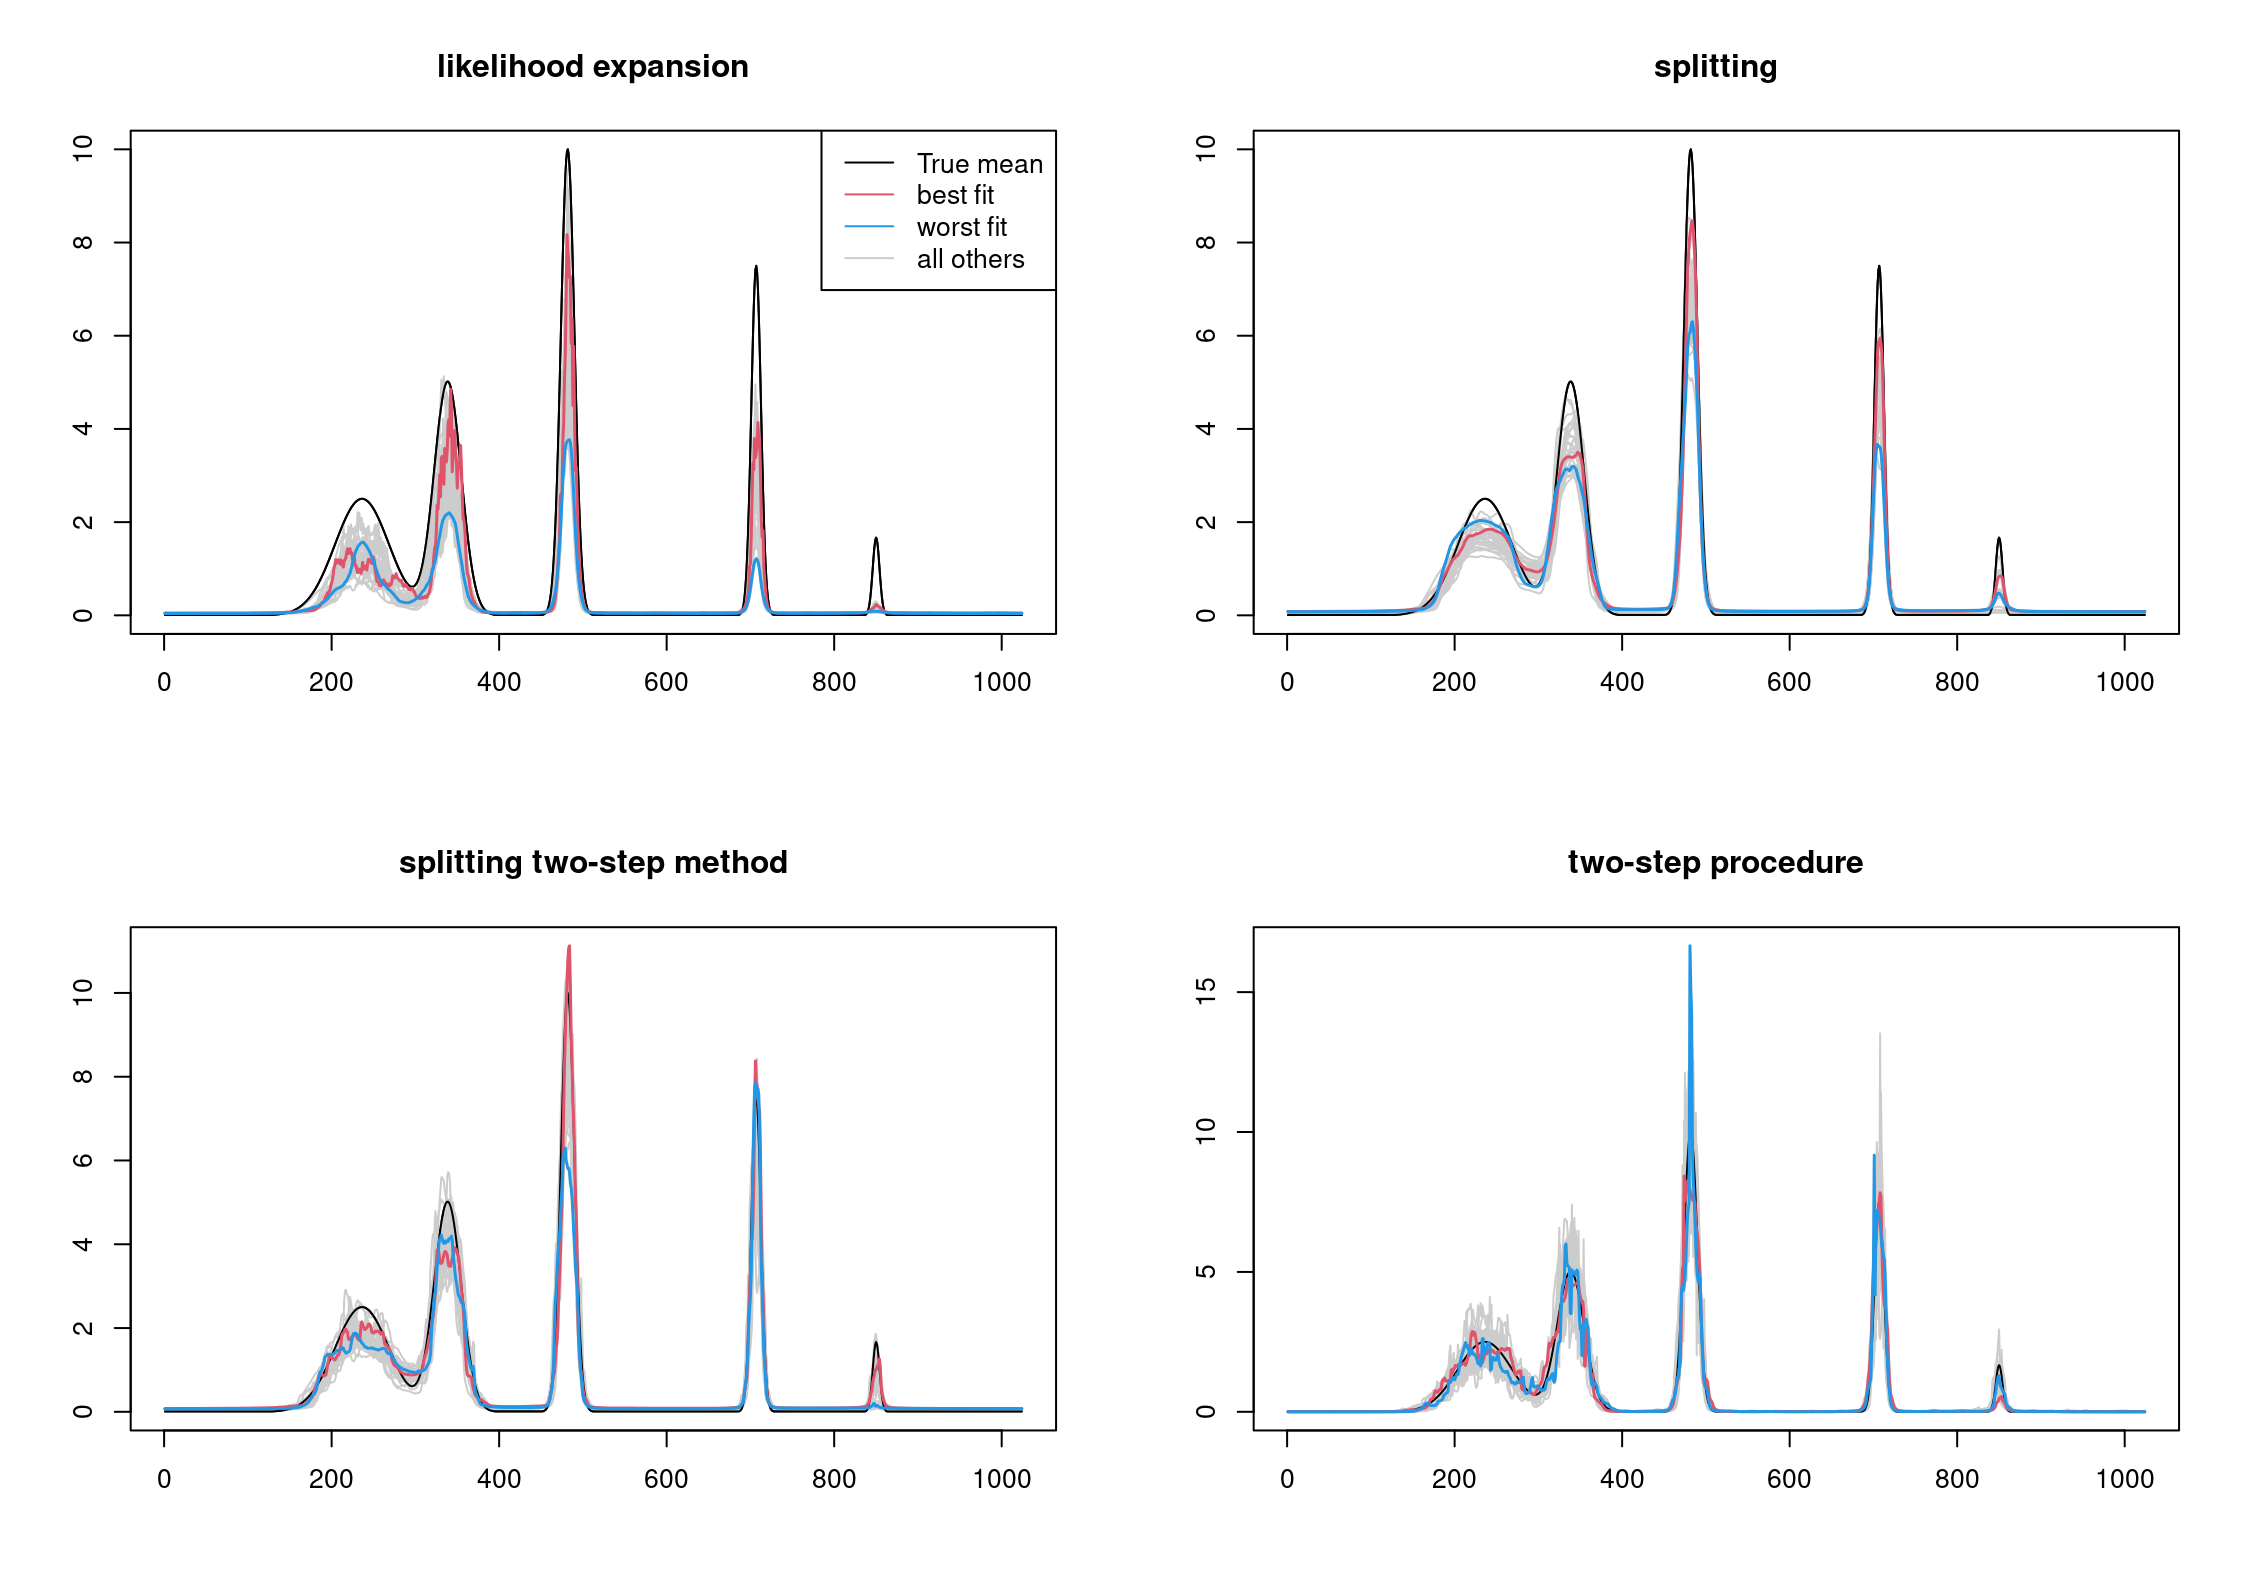 likelihood expansion
10
8
6
4
2
0
True mean
best fit
worst fit
all others
0 200 400 600 800 1000
splitting
10
8
6
4
2
0
0 200 400 600 800 1000
splitting two-step method
10
8
6
4
2
0
0 200 400 600 800 1000
two-step procedure
15
10
5
0
0 200 400 600 800 1000